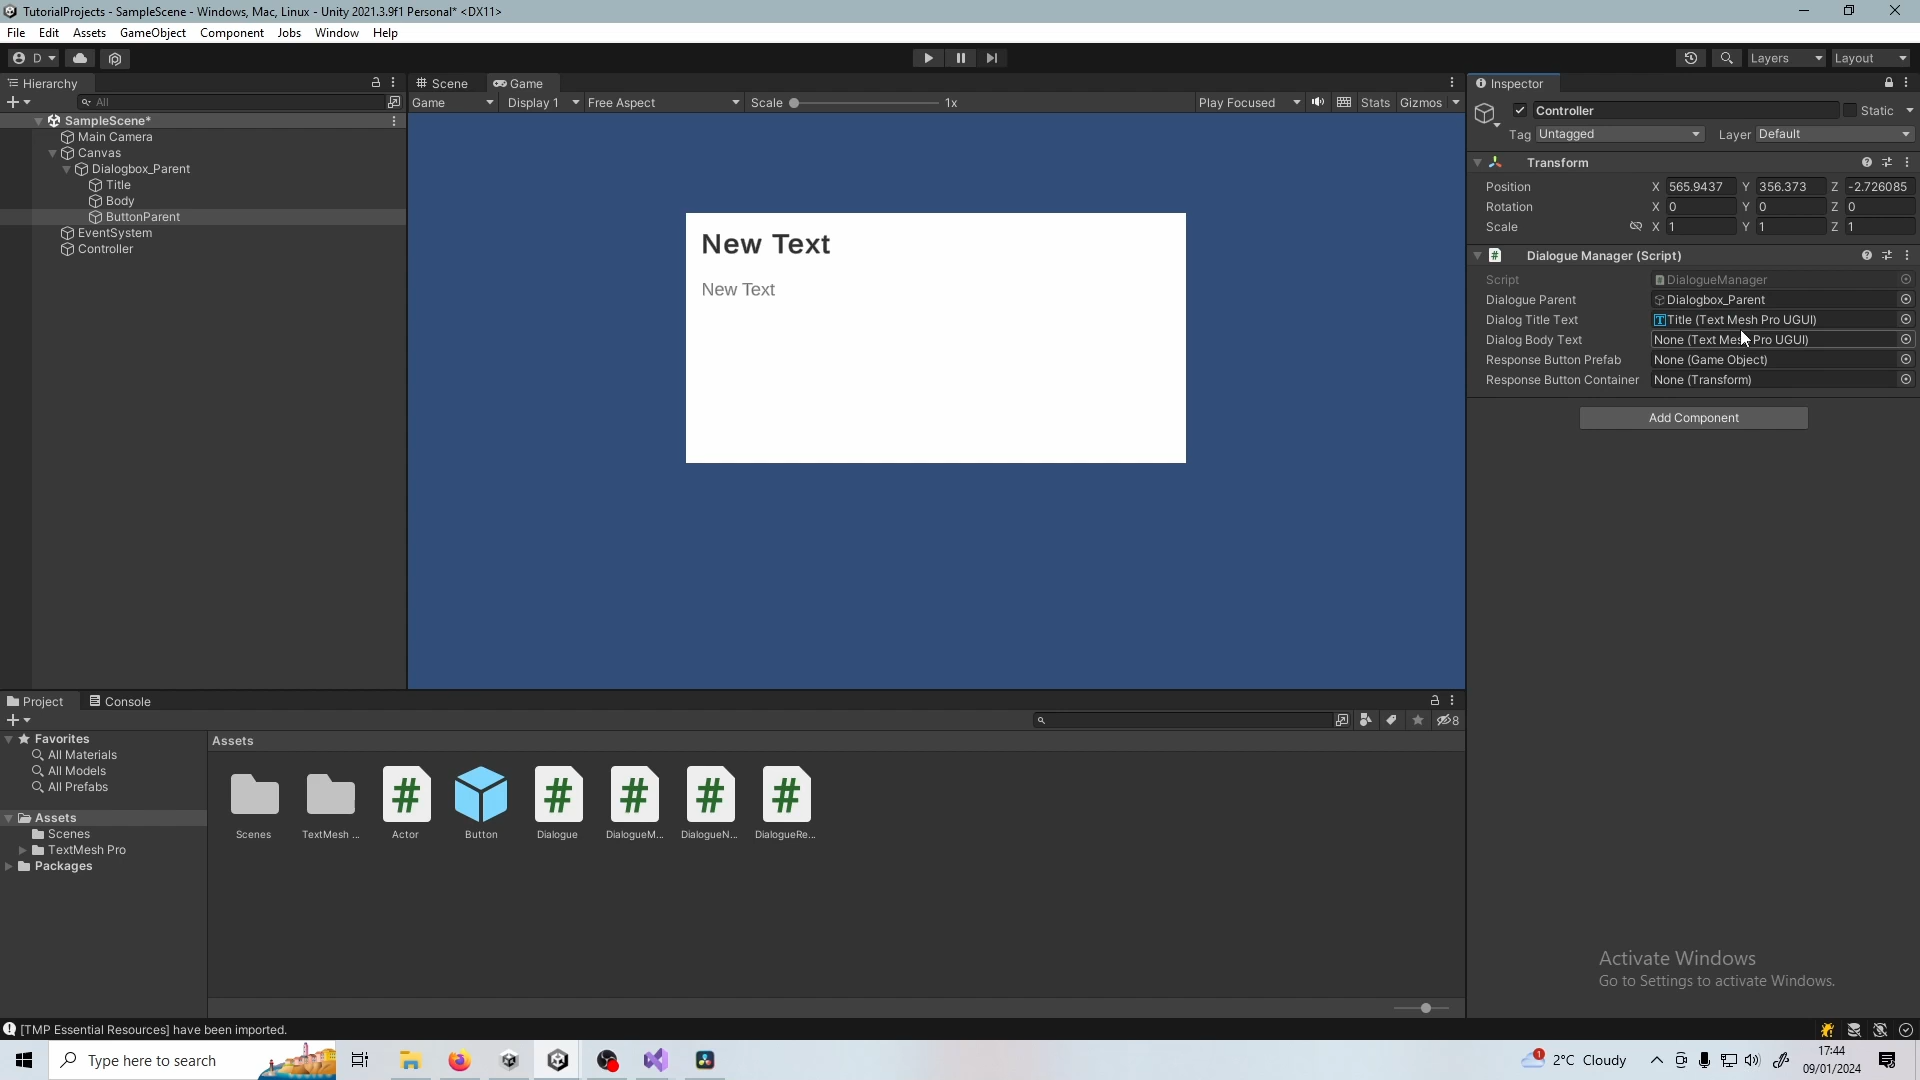 TutorialProjects - SampleScene - Windows, Mac, Linux - Unity 2021.3.9f1 Personal* <DX11>
File Edit Assets GameObject Component Jobs Window Help
D Layers Layout
Hierarchy
All
SampleScene*
Main Camera
Canvas
Dialogbox_Parent
Title
Body
ButtonParent
EventSystem
Controller
Scene Game
Game Display 1 Free Aspect Scale 1x Play Focused Stats Gizmos
New Text
New Text
Inspector
Controller Static
Tag Untagged Layer Default
Transform
Position X 565.9437 Y 356.373 Z -2.726085
Rotation X 0 Y 0 Z 0
Scale X 1 Y 1 Z 1
Dialogue Manager (Script)
Script DialogueManager
Dialogue Parent Dialogbox_Parent
Dialog Title Text Title (Text Mesh Pro UGUI)
Dialog Body Text None (Text Mesh Pro UGUI)
Response Button Prefab None (Game Object)
Response Button Container None (Transform)
Add Component
Project Console
8
Favorites
All Materials
All Models
All Prefabs
Assets
Scenes
TextMesh Pro
Packages
Assets
Scenes TextMesh ... Actor Button Dialogue DialogueM... DialogueN... DialogueRe...
Activate Windows
Go to Settings to activate Windows.
[TMP Essential Resources] have been imported.
Type here to search
1 2°C Cloudy
17:44
09/01/2024